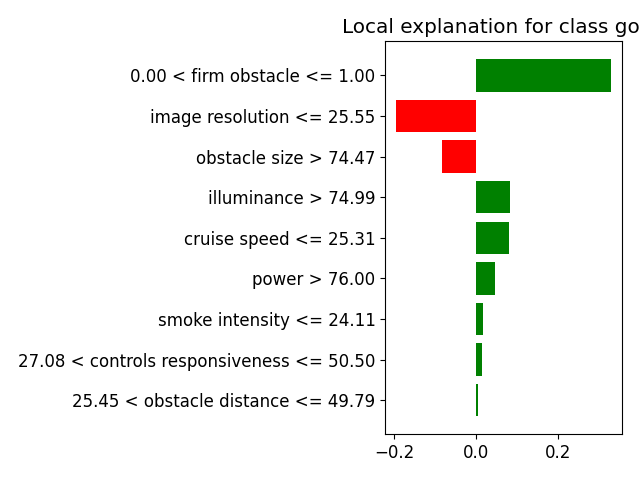 Local explanation for class go
0.00 < firm obstacle <= 1.00
image resolution <= 25.55
obstacle size > 74.47
illuminance > 74.99
cruise speed <= 25.31
power > 76.00
smoke intensity <= 24.11
27.08 < controls responsiveness <= 50.50
25.45 < obstacle distance <= 49.79
−0.2 0.0 0.2